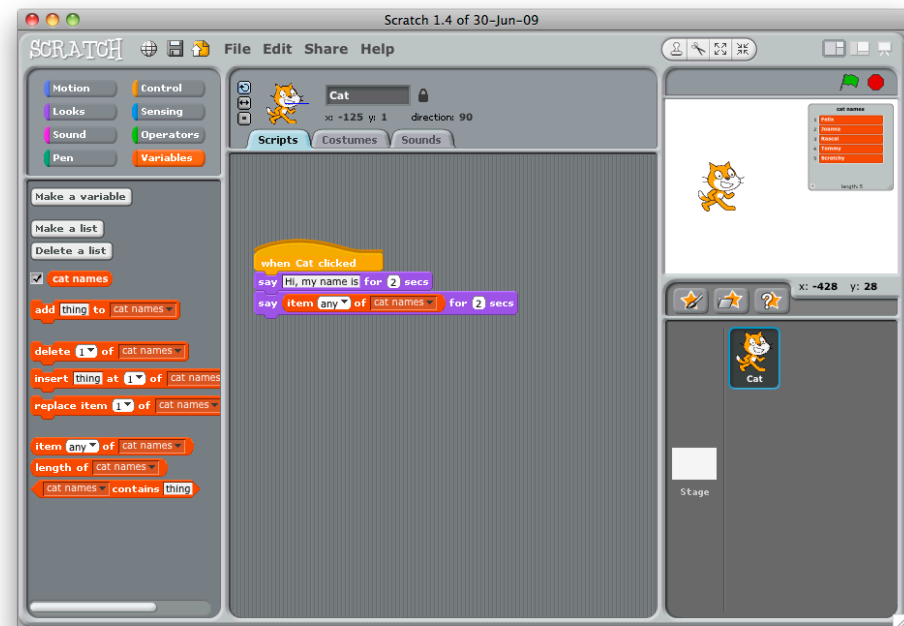 Scratch 1.4 of 30-Jun-09
SCRATCH File Edit Share Help
Motion Control
Looks Sensing
Sound Operators
Pen Variables
Make a variable
Make a list
Delete a list
cat names
add thing to cat names
delete 1 of cat names
insert thing at 1 of cat names
replace item 1 of cat names
item any of cat names
length of cat names
cat names contains thing
Cat
x: -125 y: 1 direction: 90
Scripts Costumes Sounds
when Cat clicked
say Hi, my name is for 2 secs
say item any of cat names for 2 secs
cat names
1 Felix
2 Joanna
3 Rascal
4 Tommy
5 Scratchy
+ length: 5
x: -428 y: 28
Cat
Stage